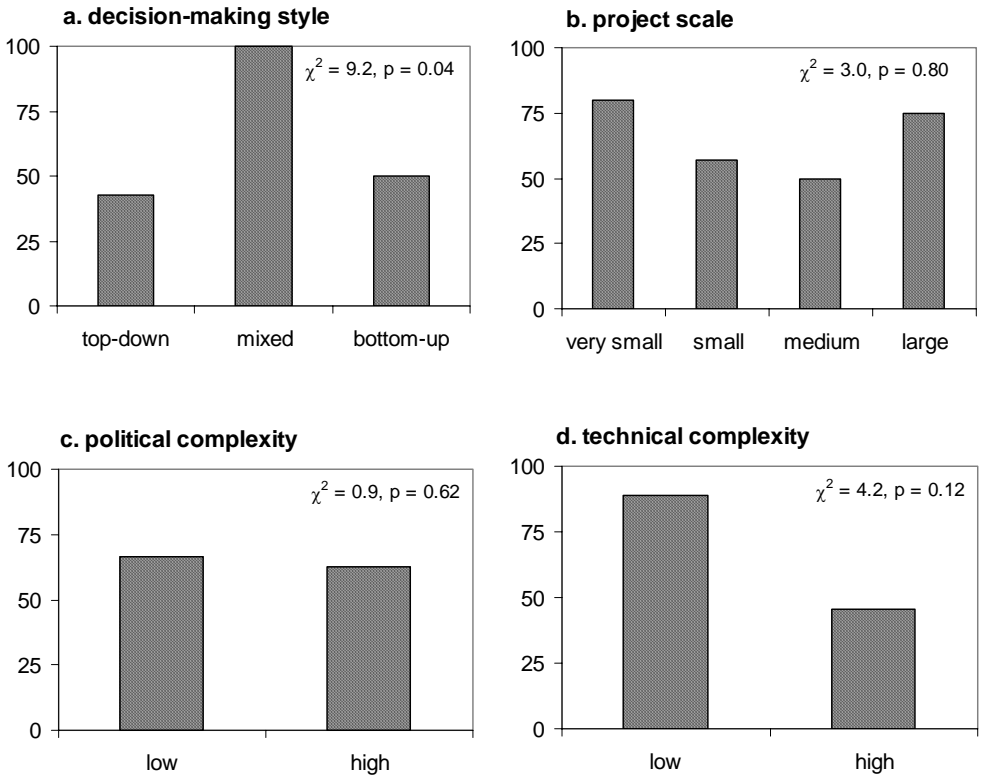 a. decision-making style
100
75
50
25
0
χ² = 9.2, p = 0.04
top-down mixed bottom-up
b. project scale
100
75
50
25
0
χ² = 3.0, p = 0.80
very small small medium large
c. political complexity
100
75
50
25
0
χ² = 0.9, p = 0.62
low high
d. technical complexity
100
75
50
25
0
χ² = 4.2, p = 0.12
low high